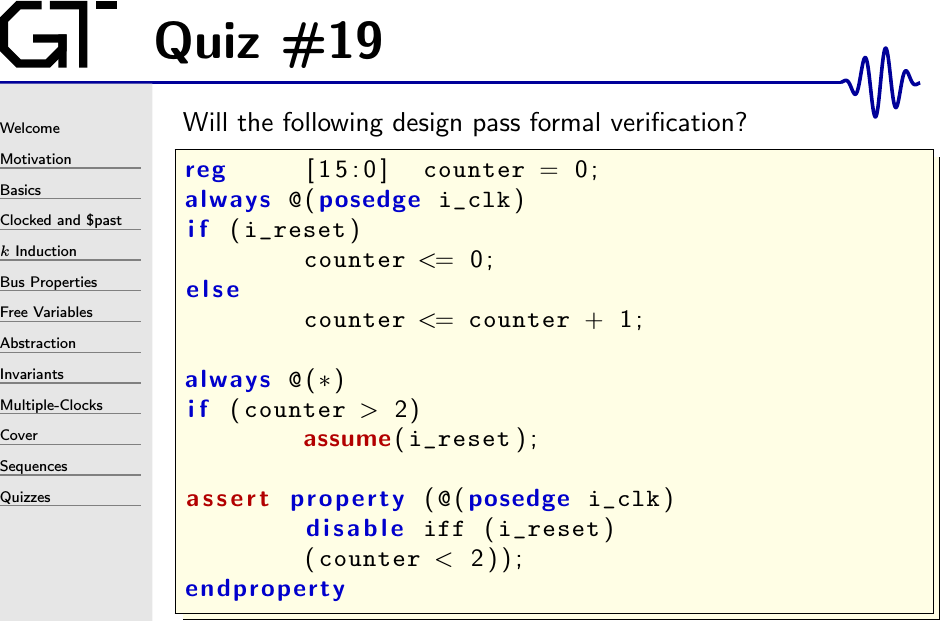 GT
Quiz #19
Welcome
Motivation
Basics
Clocked and $past
k Induction
Bus Properties
Free Variables
Abstraction
Invariants
Multiple-Clocks
Cover
Sequences
Quizzes
Will the following design pass formal verification?
reg [15:0] counter = 0;
always @(posedge i_clk)
if (i_reset)
counter <= 0;
else
counter <= counter + 1;
always @(*)
if (counter > 2)
assume(i_reset);
assert property (@(posedge i_clk)
disable iff (i_reset)
(counter < 2));
endproperty